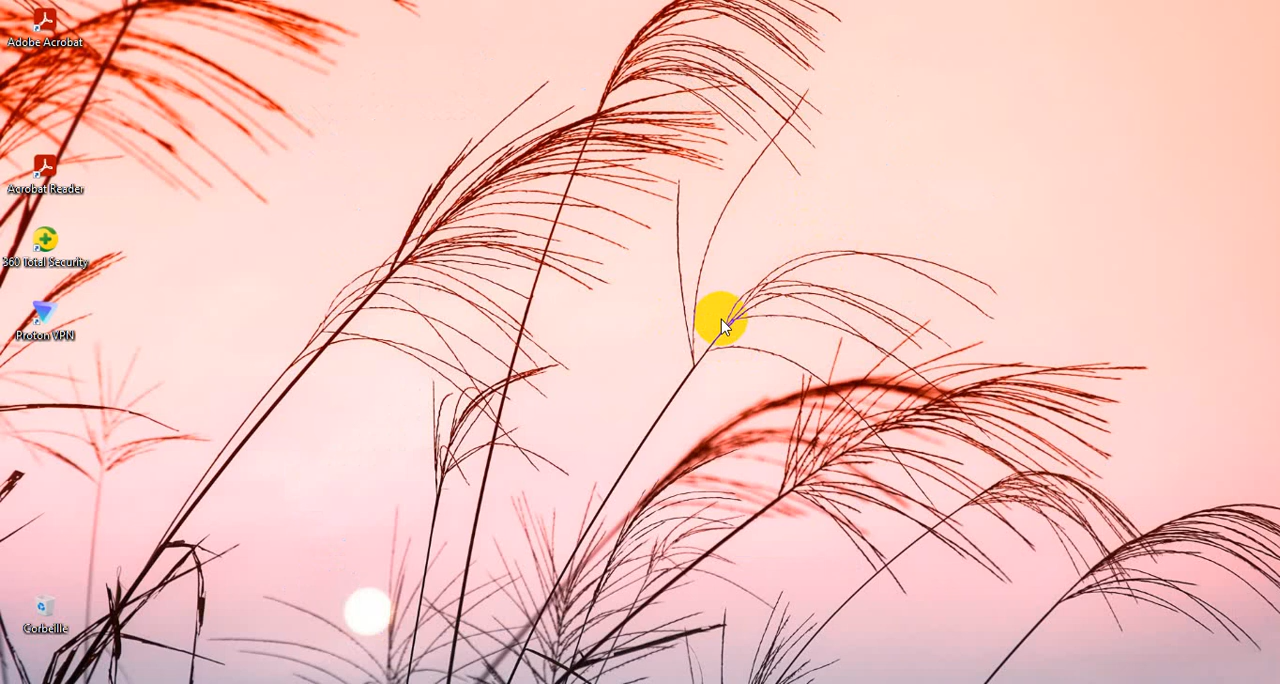 Adobe Acrobat
Acrobat Reader
360 Total Security
Proton VPN
Corbeille